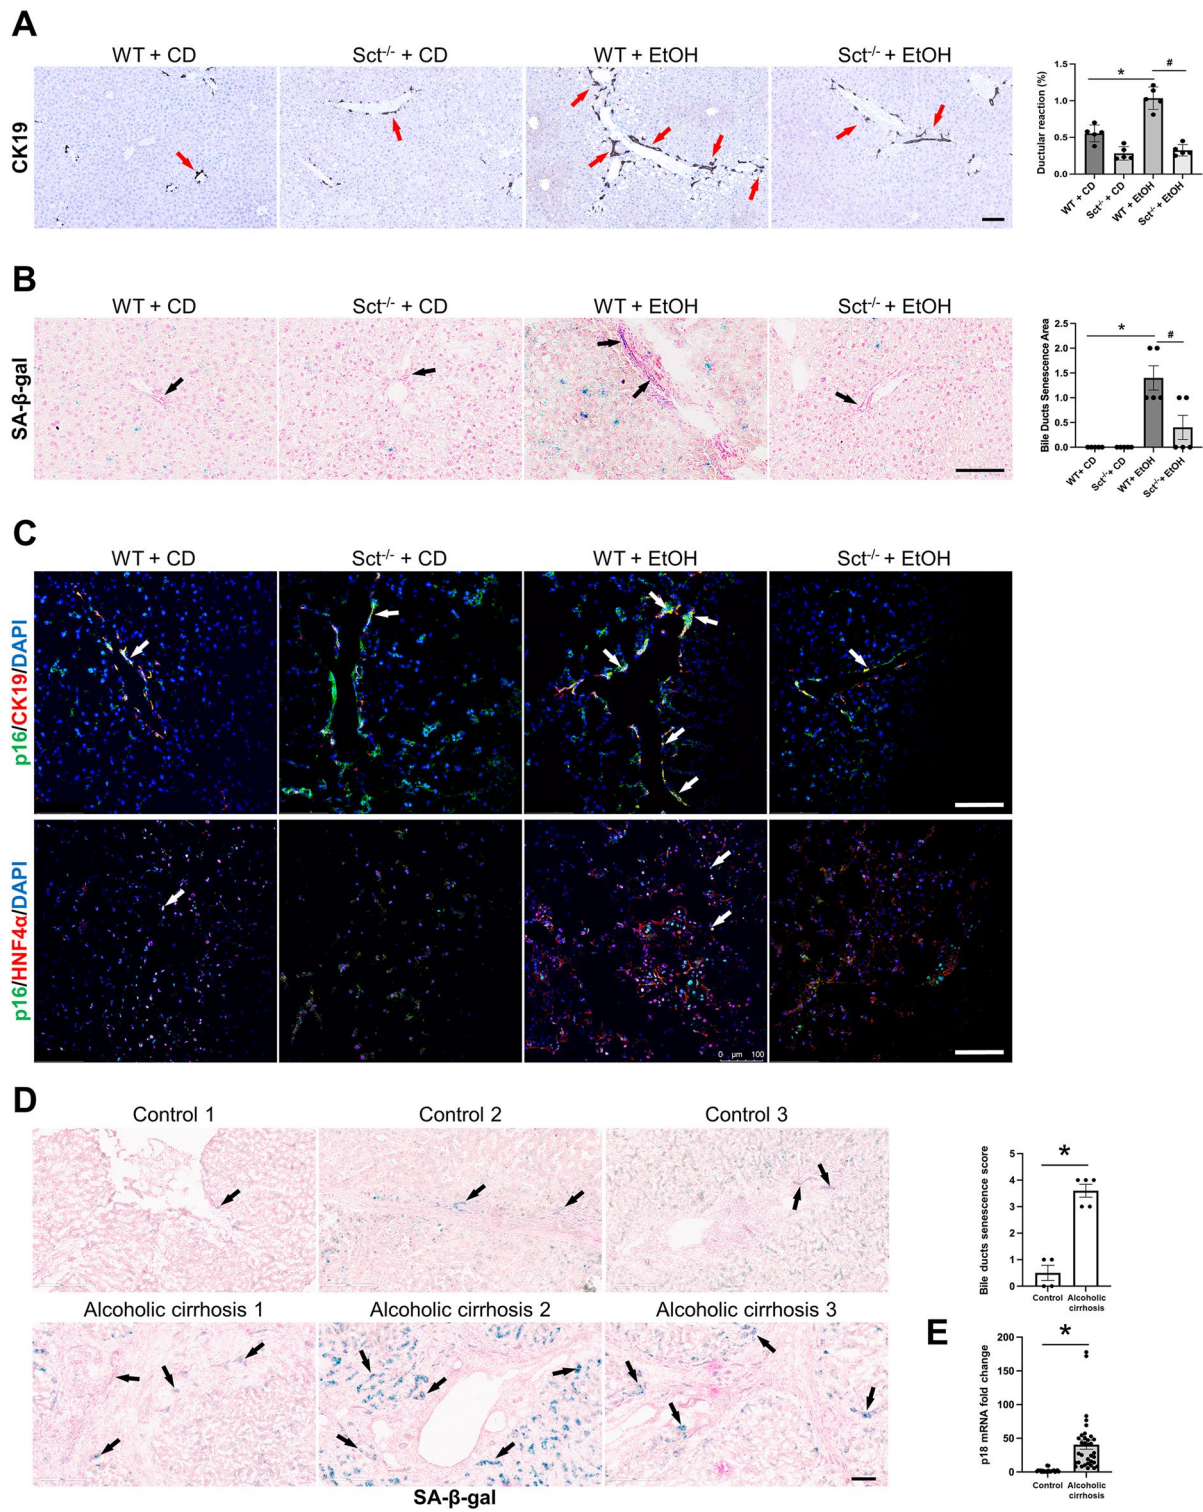 A
WT + CD
Sct-/- + CD
WT + EtOH
Sct-/- + EtOH
CK19
Ductular reaction (%)
1.5
1.0
0.5
0.0
*
#
WT + CD
Sct-/- + CD
WT + EtOH
Sct-/- + EtOH
B
WT + CD
Sct-/- + CD
WT + EtOH
Sct-/- + EtOH
SA-β-gal
Bile Ducts Senescence Area
2.5
2.0
1.5
1.0
0.5
0.0
*
#
WT+ CD
Sct-/-+ CD
WT+ EtOH
Sct-/-+ EtOH
C
WT + CD
Sct-/- + CD
WT + EtOH
Sct-/- + EtOH
p16/CK19/DAPI
p16/HNF4α/DAPI
0 µm 100
D
Control 1
Control 2
Control 3
Alcoholic cirrhosis 1
Alcoholic cirrhosis 2
Alcoholic cirrhosis 3
SA-β-gal
Bile ducts senescence score
5
4
3
2
1
0
*
Control
Alcoholic
cirrhosis
E
p18 mRNA fold change
200
150
100
50
0
*
Control
Alcoholic
cirrhosis